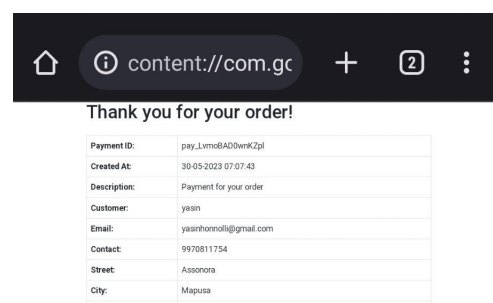 content://com.gc
2
Thank you for your order!
Payment ID: pay_LvmoBAD0wnKZpl
Created At: 30-05-2023 07:07:43
Description: Payment for your order
Customer: yasin
Email: yasinhonnolli@gmail.com
Contact: 9970811754
Street: Assonora
City: Mapusa